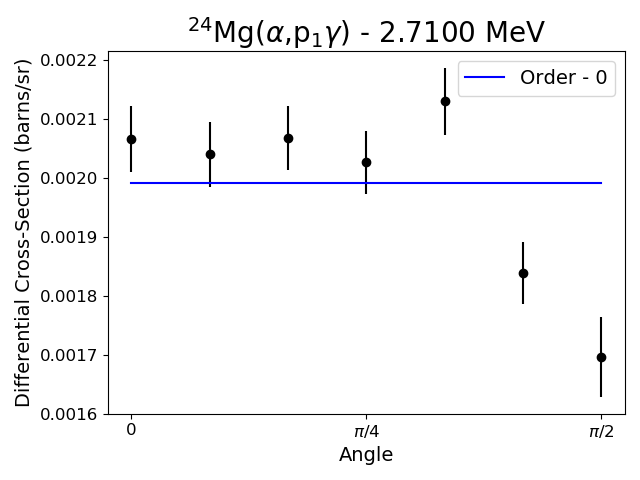 ²⁴Mg(α,p₁γ) - 2.7100 MeV
Order - 0
Differential Cross-Section (barns/sr)
0.0022
0.0021
0.0020
0.0019
0.0018
0.0017
0.0016
0
π/4
π/2
Angle